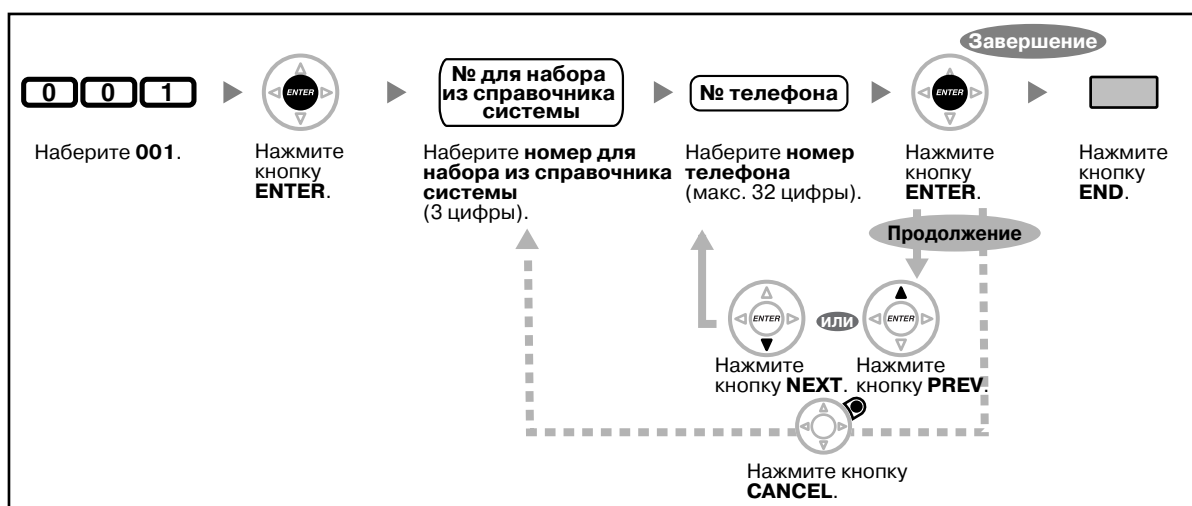 Завершение
0 0 1
ENTER
№ для набора
из справочника
системы
№ телефона
ENTER
Наберите 001.
Нажмите
кнопку
ENTER.
Наберите номер для
набора из справочника
системы
(3 цифры).
Наберите номер
телефона
(макс. 32 цифры).
Нажмите
кнопку
ENTER.
Нажмите
кнопку
END.
Продолжение
ENTER
или
ENTER
Нажмите
кнопку NEXT.
Нажмите
кнопку PREV.
Нажмите кнопку
CANCEL.